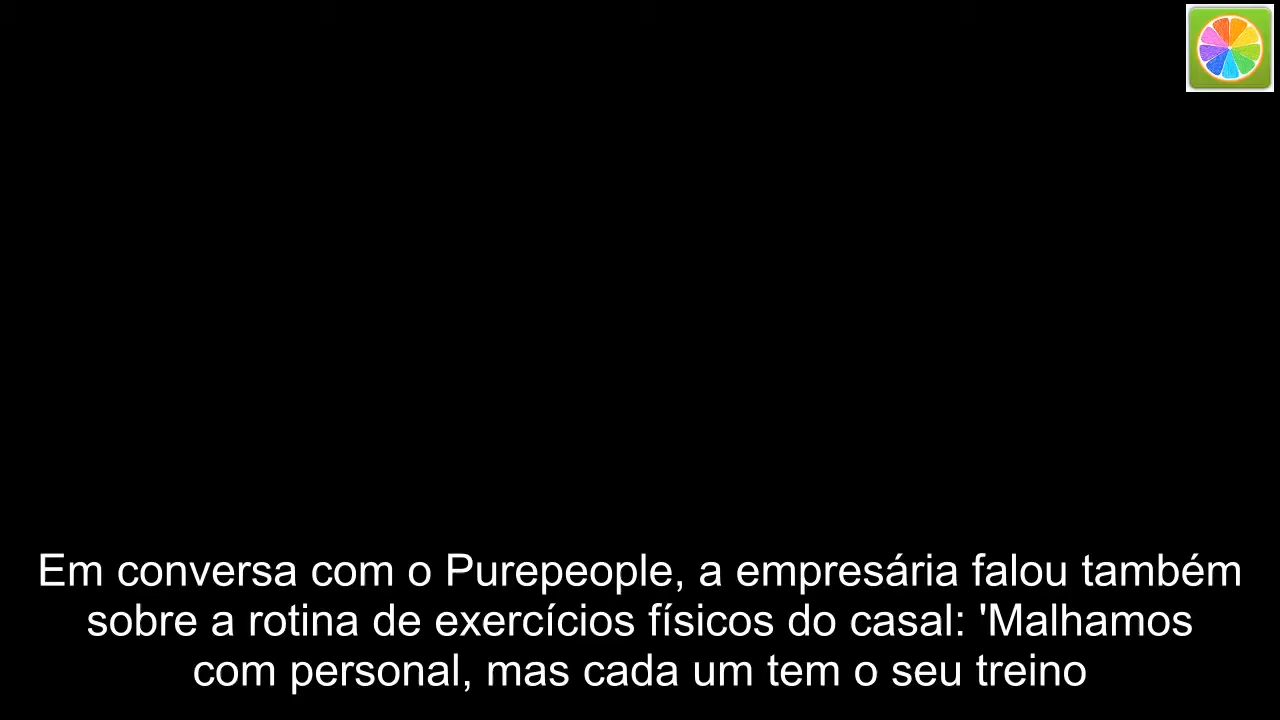 Em conversa com o Purepeople, a empresária falou também
sobre a rotina de exercícios físicos do casal: 'Malhamos
com personal, mas cada um tem o seu treino